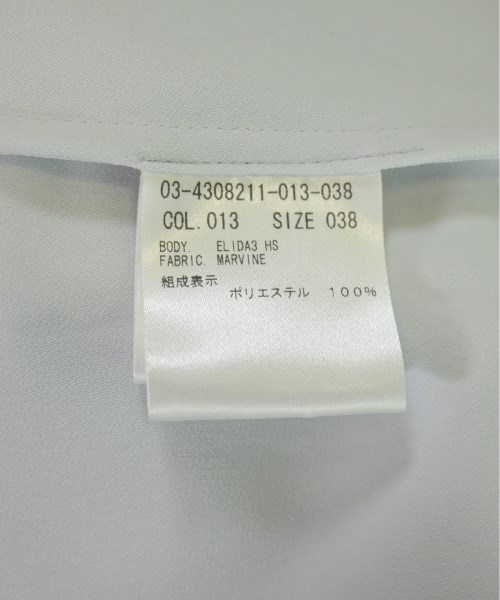 03-4308211-013-038
COL. 013 SIZE 038
BODY. ELIDA3 HS
FABRIC. MARVINE
組成表示
ポリエステル 100%